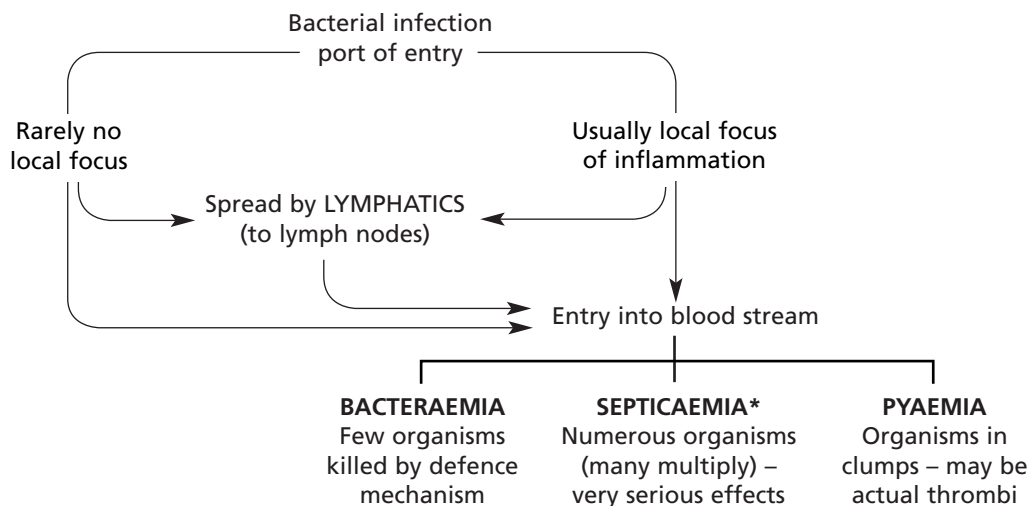 Bacterial infection
port of entry
Rarely no
local focus
Usually local focus
of inflammation
Spread by LYMPHATICS
(to lymph nodes)
Entry into blood stream
BACTERAEMIA
Few organisms
killed by defence
mechanism
SEPTICAEMIA*
Numerous organisms
(many multiply) –
very serious effects
PYAEMIA
Organisms in
clumps – may be
actual thrombi